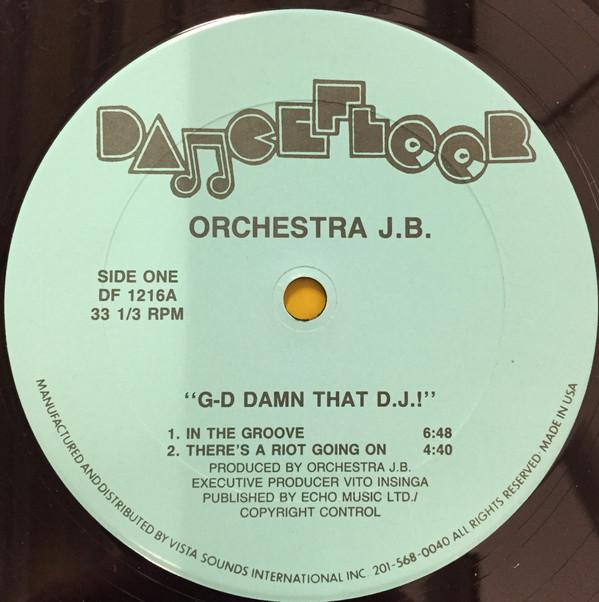 DANCEFLOOR
ORCHESTRA J.B.
SIDE ONE
DF 1216A
33 1/3 RPM
"G-D DAMN THAT D.J.!"
1. IN THE GROOVE 6:48
2. THERE'S A RIOT GOING ON 4:40
PRODUCED BY ORCHESTRA J.B.
EXECUTIVE PRODUCER VITO INSINGA
PUBLISHED BY ECHO MUSIC LTD./
COPYRIGHT CONTROL
MANUFACTURED AND DISTRIBUTED BY VISTA SOUNDS INTERNATIONAL INC. 201-568-0040 ALL RIGHTS RESERVED · MADE IN USA